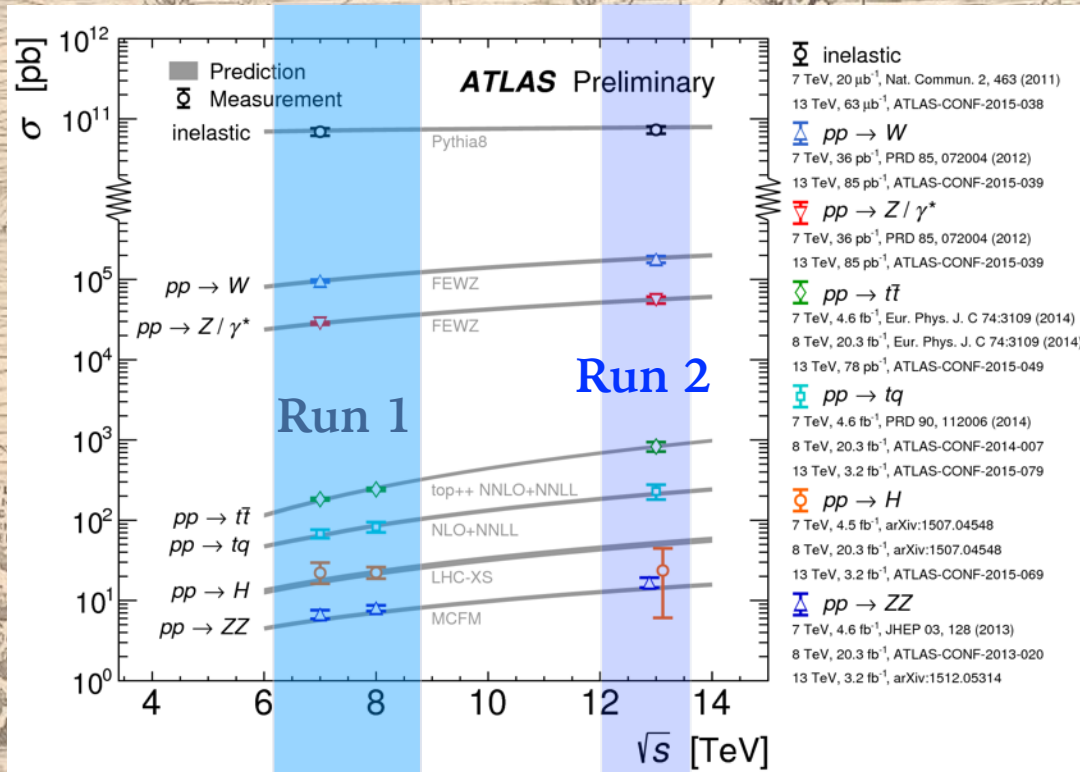 σ [pb]
10¹²
10¹¹
10⁵
10⁴
10³
10²
10¹
10⁰
Prediction
Measurement
ATLAS Preliminary
inelastic
Pythia8
pp → W
FEWZ
pp → Z / γ*
FEWZ
Run 1
Run 2
pp → tt̄
top++ NNLO+NNLL
pp → tq
NLO+NNLL
pp → H
LHC-XS
pp → ZZ
MCFM
4 6 8 10 12 14
√s [TeV]
inelastic
7 TeV, 20 μb⁻¹, Nat. Commun. 2, 463 (2011)
13 TeV, 63 μb⁻¹, ATLAS-CONF-2015-038
pp → W
7 TeV, 36 pb⁻¹, PRD 85, 072004 (2012)
13 TeV, 85 pb⁻¹, ATLAS-CONF-2015-039
pp → Z / γ*
7 TeV, 36 pb⁻¹, PRD 85, 072004 (2012)
13 TeV, 85 pb⁻¹, ATLAS-CONF-2015-039
pp → tt̄
7 TeV, 4.6 fb⁻¹, Eur. Phys. J. C 74:3109 (2014)
8 TeV, 20.3 fb⁻¹, Eur. Phys. J. C 74:3109 (2014)
13 TeV, 78 pb⁻¹, ATLAS-CONF-2015-049
pp → tq
7 TeV, 4.6 fb⁻¹, PRD 90, 112006 (2014)
8 TeV, 20.3 fb⁻¹, ATLAS-CONF-2014-007
13 TeV, 3.2 fb⁻¹, ATLAS-CONF-2015-079
pp → H
7 TeV, 4.5 fb⁻¹, arXiv:1507.04548
8 TeV, 20.3 fb⁻¹, arXiv:1507.04548
13 TeV, 3.2 fb⁻¹, ATLAS-CONF-2015-069
pp → ZZ
7 TeV, 4.6 fb⁻¹, JHEP 03, 128 (2013)
8 TeV, 20.3 fb⁻¹, ATLAS-CONF-2013-020
13 TeV, 3.2 fb⁻¹, arXiv:1512.05314